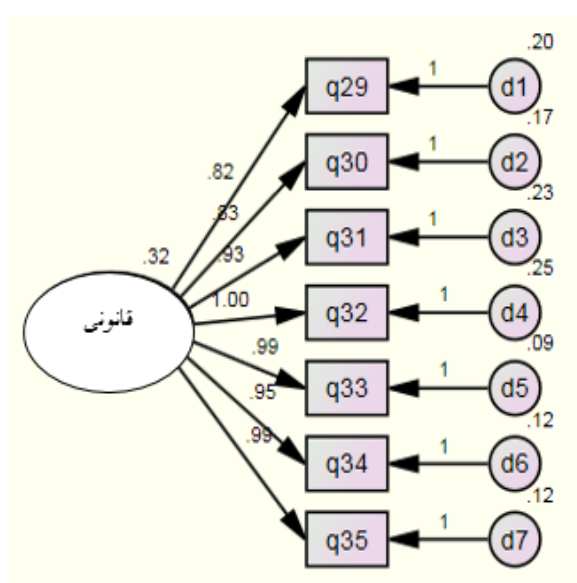 .20
q29 1 d1
.17
.82
q30 1 d2
.83
.23
q31 1 d3
.32
.93
.25
قانونی
1.00
q32 1 d4
.09
.99
q33 1 d5
.95
.12
.99
q34 1 d6
.12
q35 1 d7